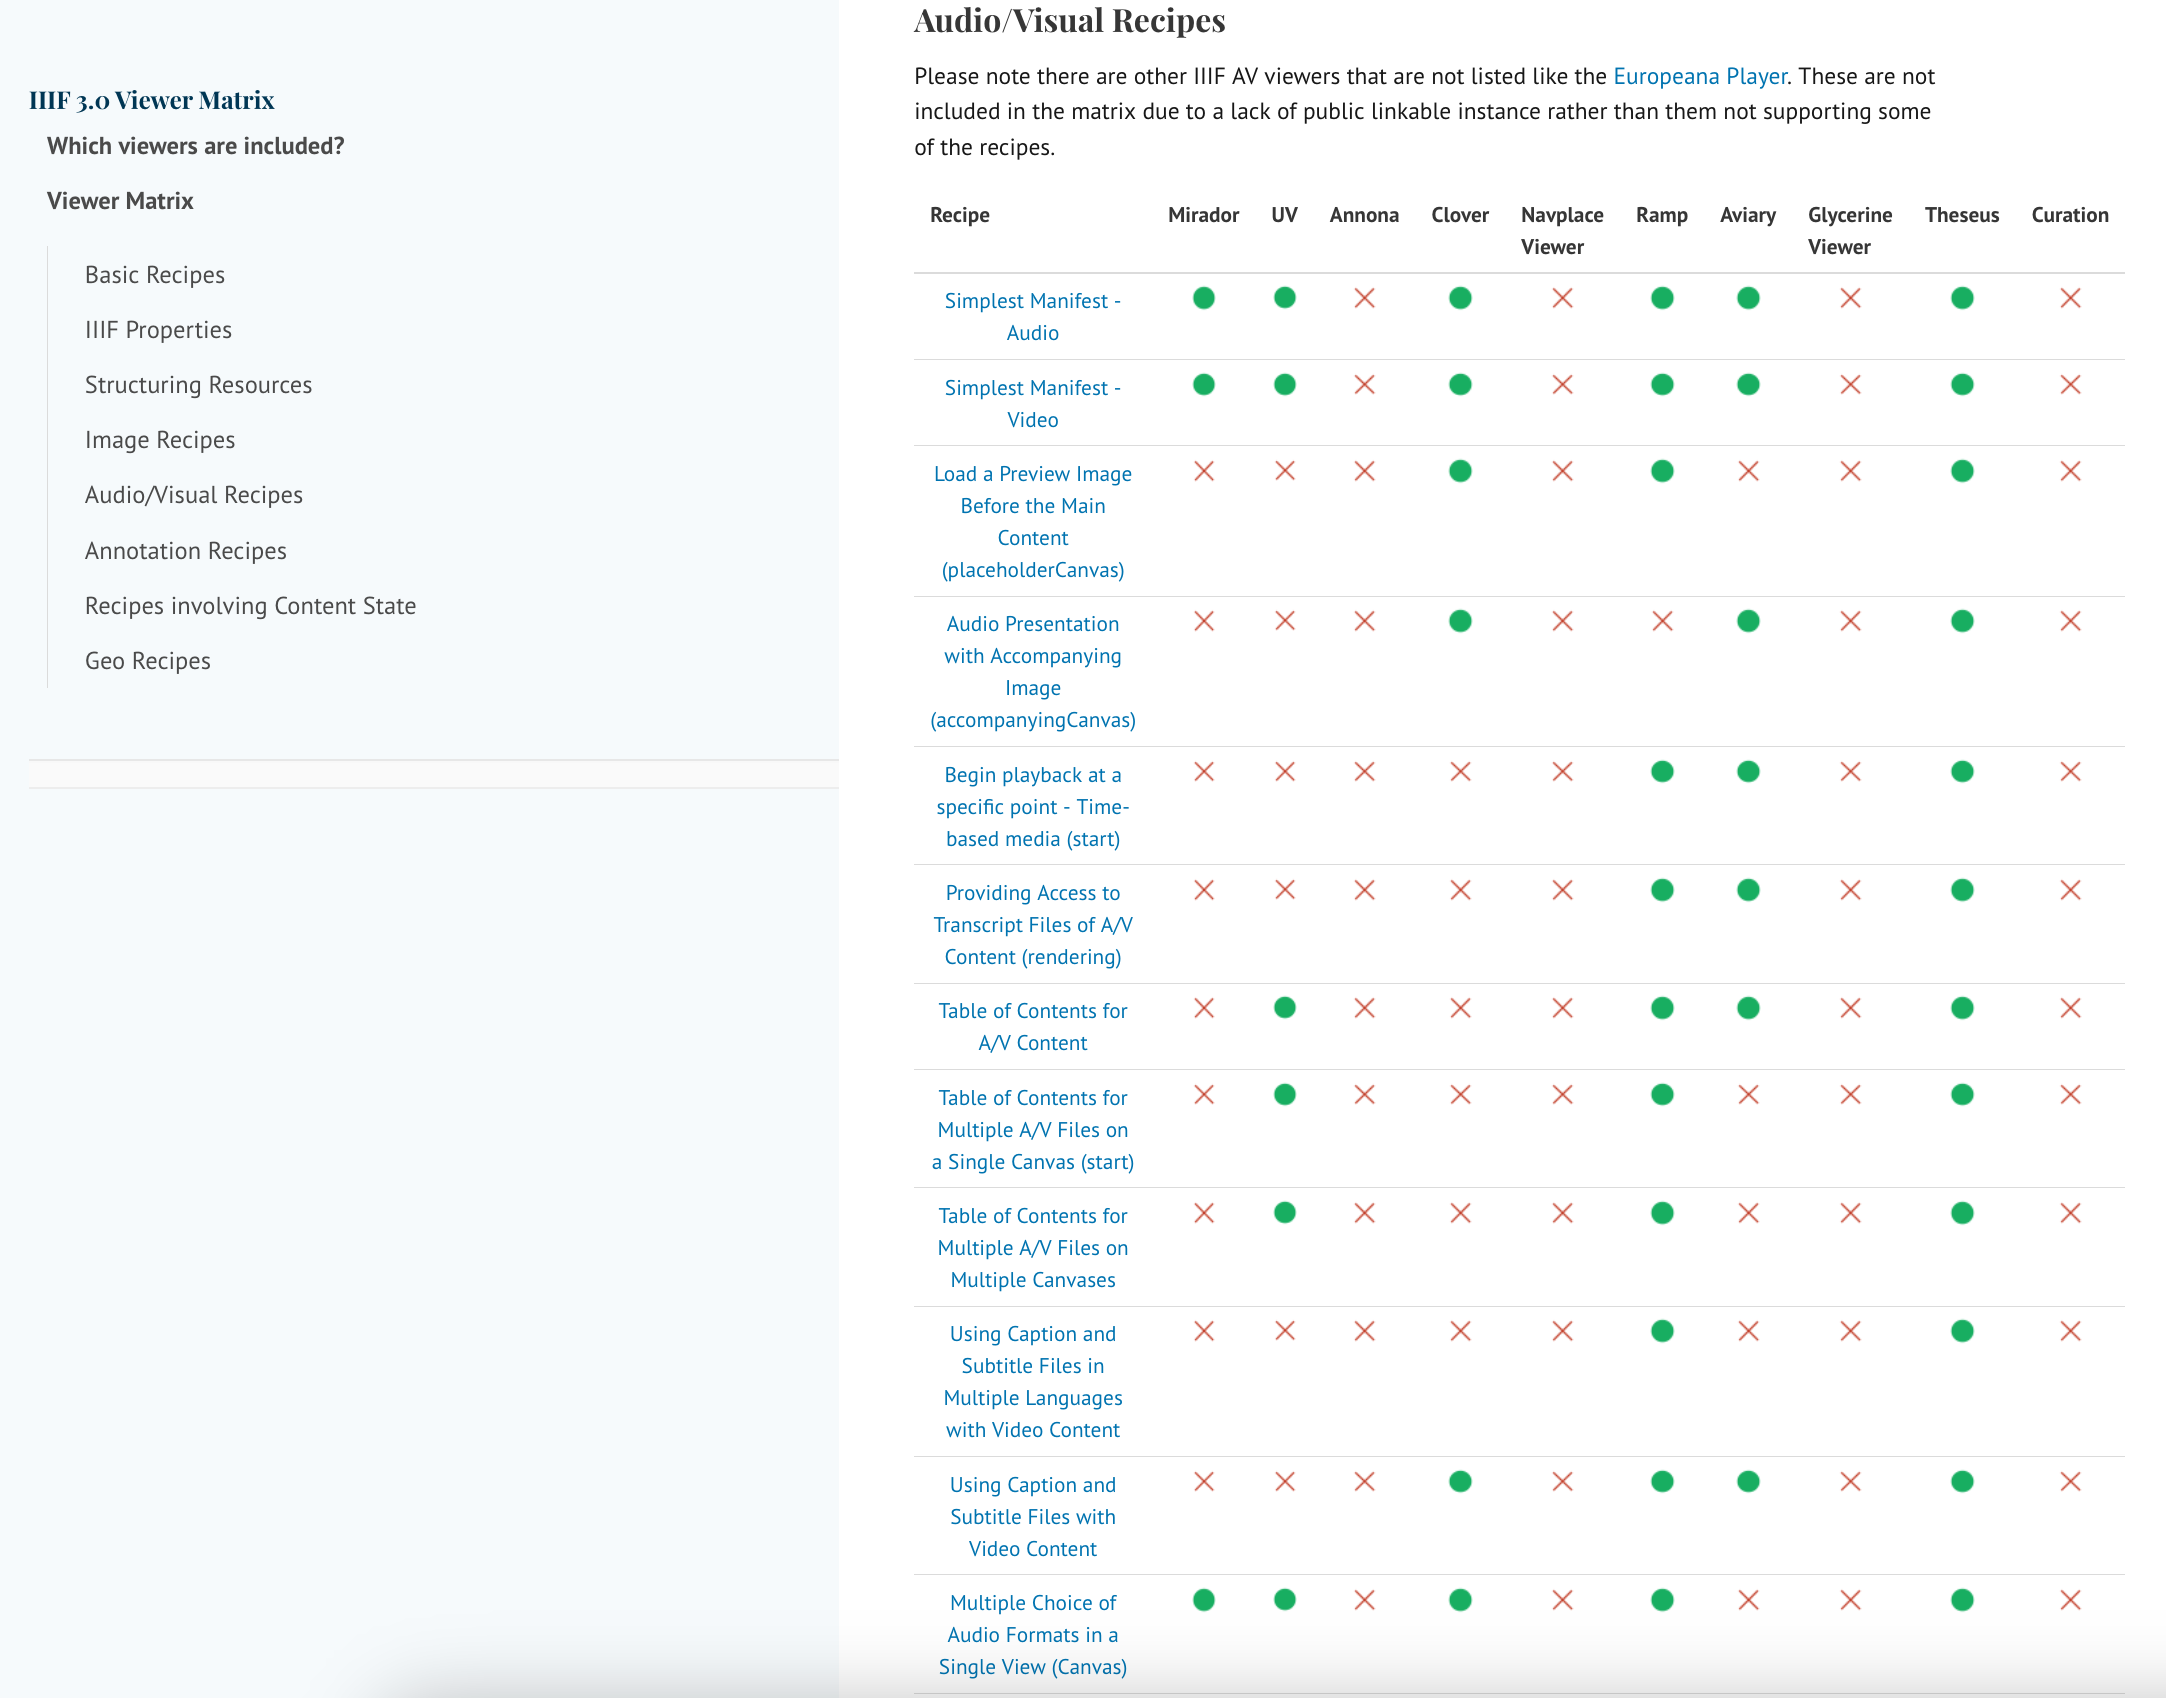 IIIF 3.0 Viewer Matrix
Which viewers are included?
Viewer Matrix
Basic Recipes
IIIF Properties
Structuring Resources
Image Recipes
Audio/Visual Recipes
Annotation Recipes
Recipes involving Content State
Geo Recipes
Audio/Visual Recipes
Please note there are other IIIF AV viewers that are not listed like the Europeana Player. These are not
included in the matrix due to a lack of public linkable instance rather than them not supporting some
of the recipes.
Recipe Mirador UV Annona Clover Navplace Viewer Ramp Aviary Glycerine Viewer Theseus Curation
Simplest Manifest -
Audio
Simplest Manifest -
Video
Load a Preview Image
Before the Main
Content
(placeholderCanvas)
Audio Presentation
with Accompanying
Image
(accompanyingCanvas)
Begin playback at a
specific point - Time-
based media (start)
Providing Access to
Transcript Files of A/V
Content (rendering)
Table of Contents for
A/V Content
Table of Contents for
Multiple A/V Files on
a Single Canvas (start)
Table of Contents for
Multiple A/V Files on
Multiple Canvases
Using Caption and
Subtitle Files in
Multiple Languages
with Video Content
Using Caption and
Subtitle Files with
Video Content
Multiple Choice of
Audio Formats in a
Single View (Canvas)